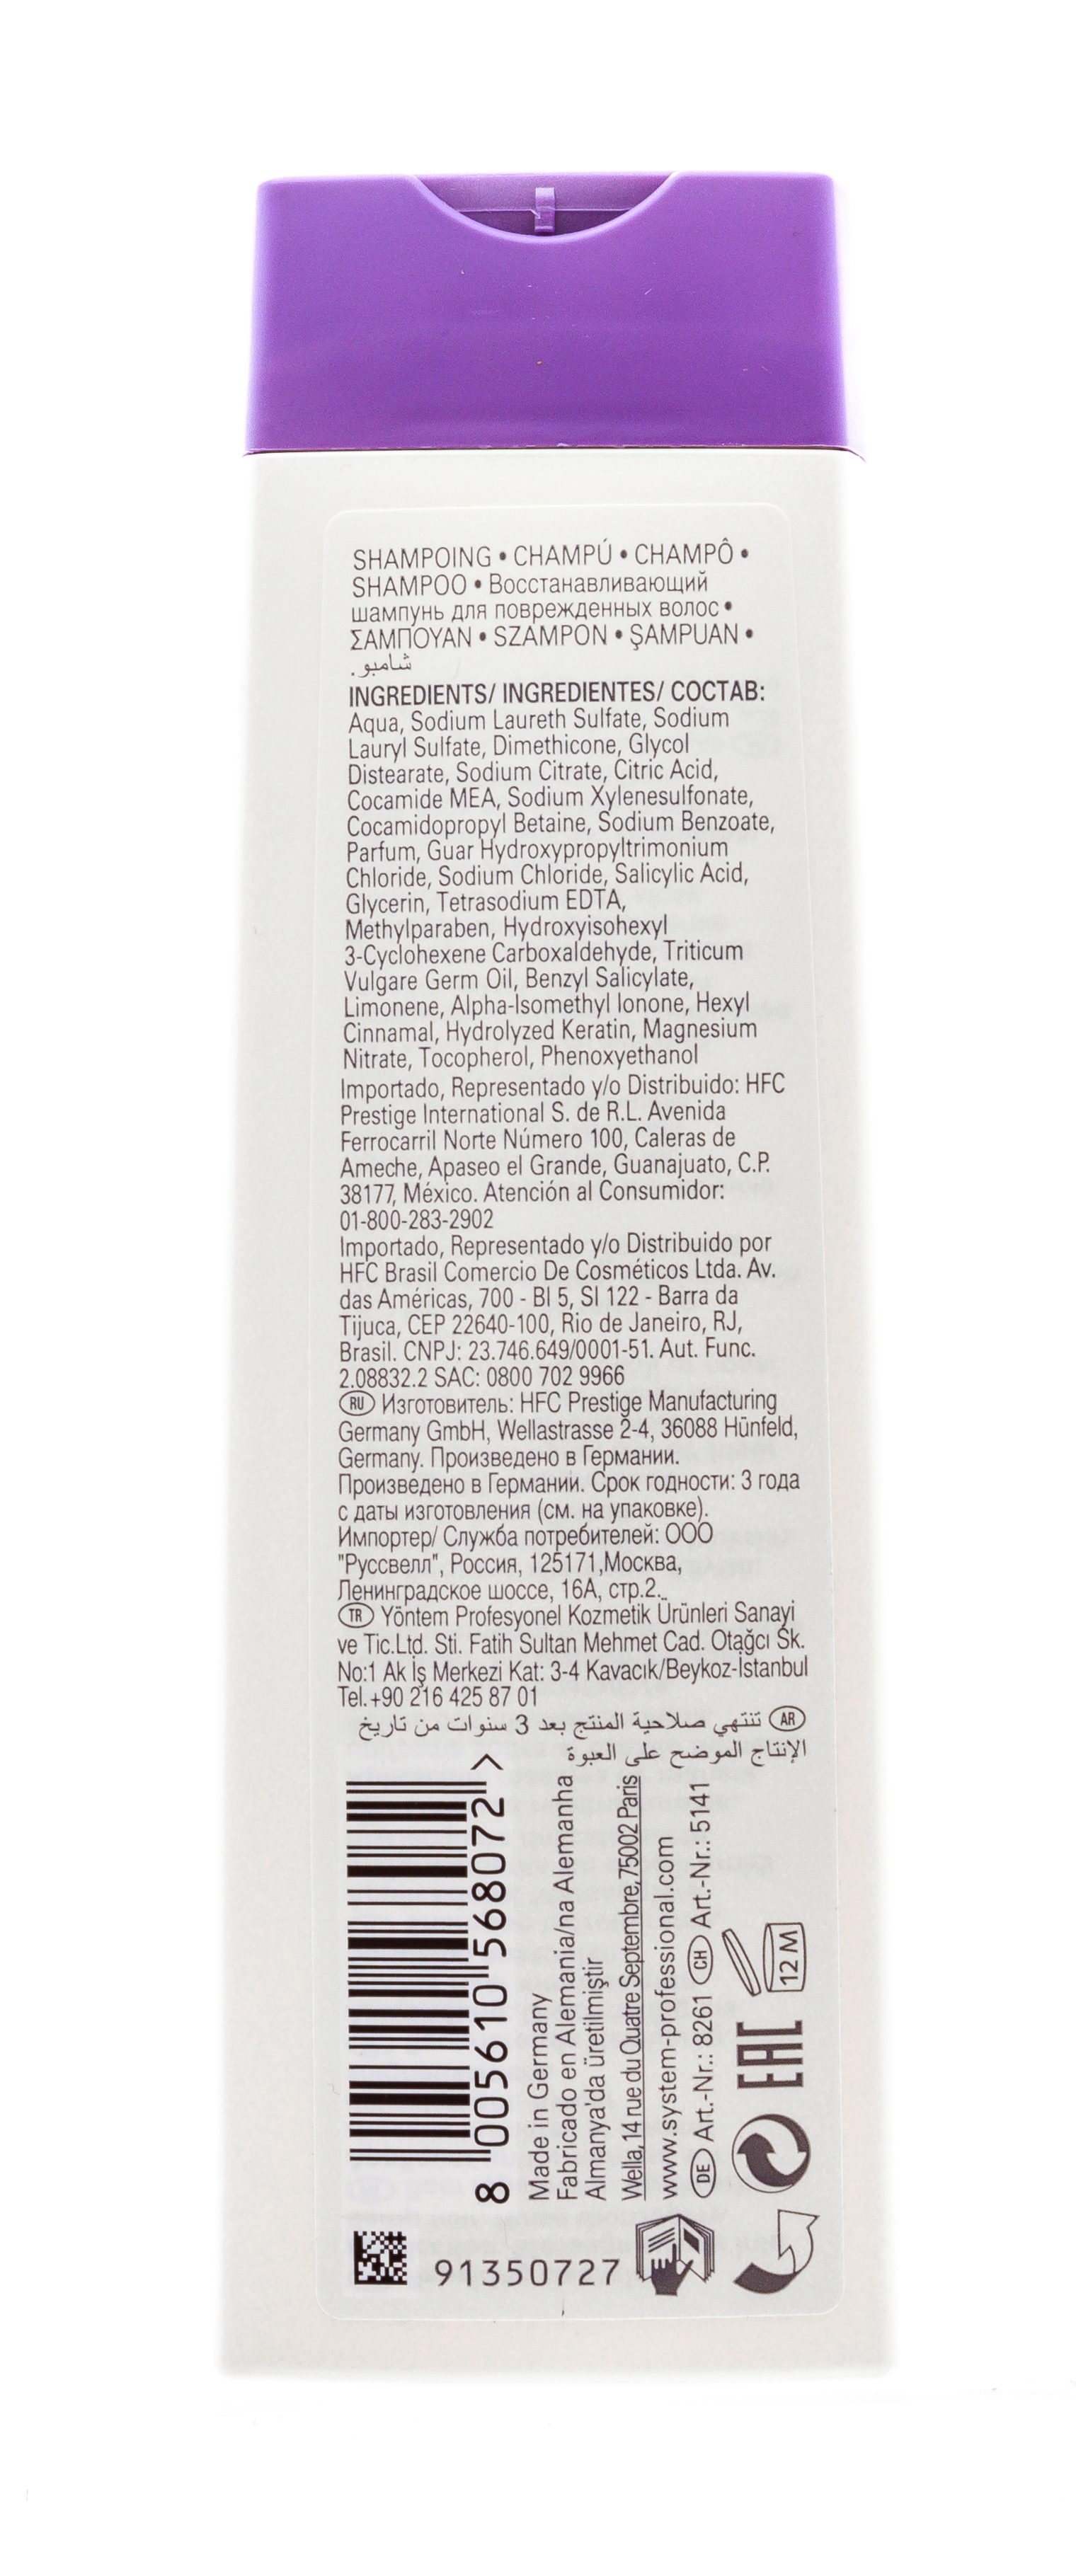 SHAMPOING • CHAMPÚ • CHAMPÔ •
SHAMPOO • Восстанавливающий
шампунь для поврежденных волос •
ΣΑΜΠΟΥΑΝ • SZAMPON • ŞAMPUAN •
شامبو.
INGREDIENTS/ INGREDIENTES/ СОСТАВ:
Aqua, Sodium Laureth Sulfate, Sodium
Lauryl Sulfate, Dimethicone, Glycol
Distearate, Sodium Citrate, Citric Acid,
Cocamide MEA, Sodium Xylenesulfonate,
Cocamidopropyl Betaine, Sodium Benzoate,
Parfum, Guar Hydroxypropyltrimonium
Chloride, Sodium Chloride, Salicylic Acid,
Glycerin, Tetrasodium EDTA,
Methylparaben, Hydroxyisohexyl
3-Cyclohexene Carboxaldehyde, Triticum
Vulgare Germ Oil, Benzyl Salicylate,
Limonene, Alpha-Isomethyl Ionone, Hexyl
Cinnamal, Hydrolyzed Keratin, Magnesium
Nitrate, Tocopherol, Phenoxyethanol
Importado, Representado y/o Distribuido: HFC
Prestige International S. de R.L. Avenida
Ferrocarril Norte Número 100, Caleras de
Ameche, Apaseo el Grande, Guanajuato, C.P.
38177, México. Atención al Consumidor:
01-800-283-2902
Importado, Representado y/o Distribuido por
HFC Brasil Comercio De Cosméticos Ltda. Av.
das Américas, 700 - Bl 5, Sl 122 - Barra da
Tijuca, CEP 22640-100, Rio de Janeiro, RJ,
Brasil. CNPJ: 23.746.649/0001-51. Aut. Func.
2.08832.2 SAC: 0800 702 9966
RU Изготовитель: HFC Prestige Manufacturing
Germany GmbH, Wellastrasse 2-4, 36088 Hünfeld,
Germany. Произведено в Германии.
Произведено в Германии. Срок годности: 3 года
с даты изготовления (см. на упаковке).
Импортер/ Служба потребителей: ООО
"Руссвелл", Россия, 125171,Москва,
Ленинградское шоссе, 16А, стр.2..
TR Yöntem Profesyonel Kozmetik Ürünleri Sanayi
ve Tic.Ltd. Sti. Fatih Sultan Mehmet Cad. Otağcı Sk.
No:1 Ak İş Merkezi Kat: 3-4 Kavacık/Beykoz-İstanbul
Tel.+90 216 425 87 01
AR تنتهي صلاحية المنتج بعد 3 سنوات من تاريخ
الإنتاج الموضح على العبوة
8 005610 568072 >
Made in Germany
Fabricado en Alemania/na Alemanha
Almanya'da üretilmiştir
Wella, 14 rue du Quatre Septembre, 75002 Paris
www.system-professional.com
DE Art.-Nr.: 8261 CH Art.-Nr.: 5141
EAC
12 M
91350727